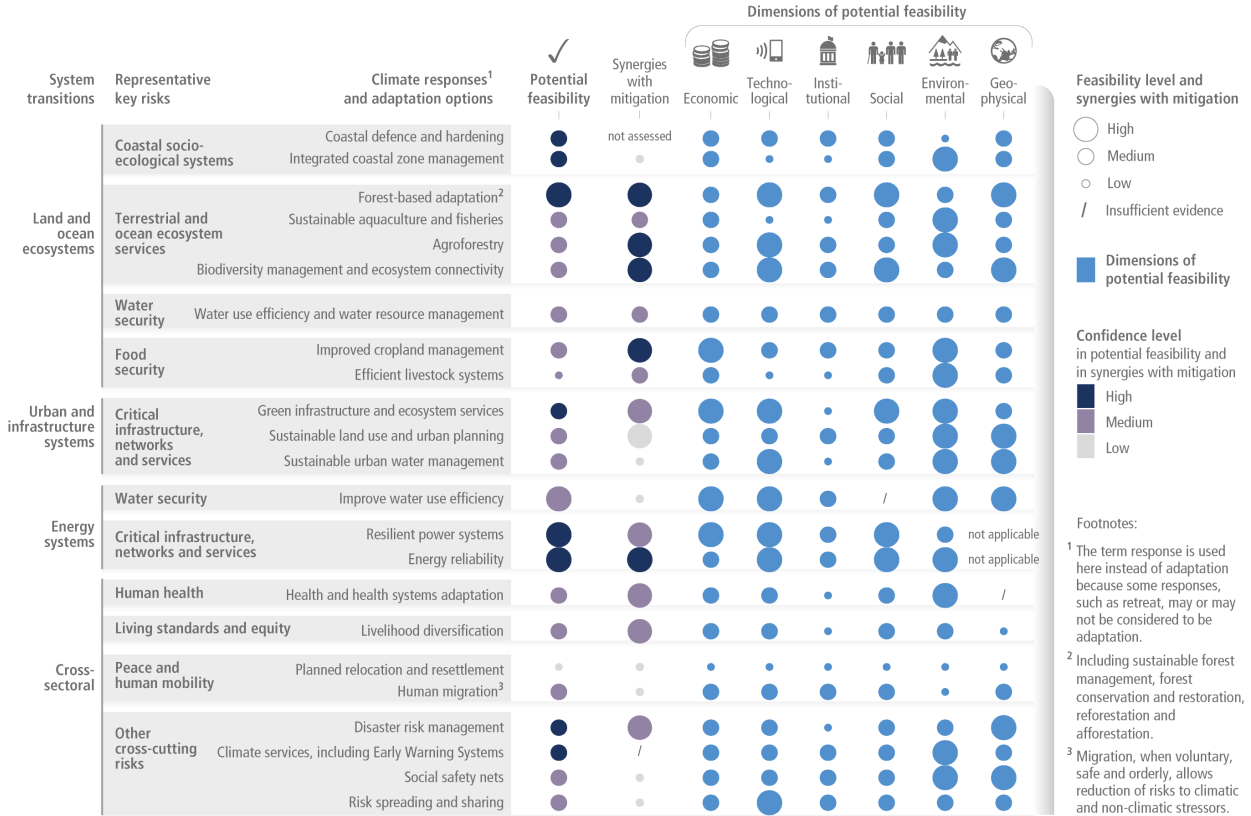 Dimensions of potential feasibility
System
transitions
Representative
key risks
Climate responses1
and adaptation options
Potential
feasibility
Synergies
with
mitigation
Economic
Techno-
logical
Insti-
tutional
Social
Environ-
mental
Geo-
physical
Land and
ocean
ecosystems
Coastal socio-
ecological systems
Coastal defence and hardening
not assessed
Integrated coastal zone management
Terrestrial and
ocean ecosystem
services
Forest-based adaptation2
Sustainable aquaculture and fisheries
Agroforestry
Biodiversity management and ecosystem connectivity
Water
security
Water use efficiency and water resource management
Food
security
Improved cropland management
Efficient livestock systems
Urban and
infrastructure
systems
Critical
infrastructure,
networks
and services
Green infrastructure and ecosystem services
Sustainable land use and urban planning
Sustainable urban water management
Energy
systems
Water security
Improve water use efficiency
/
Critical infrastructure,
networks and services
Resilient power systems
not applicable
Energy reliability
not applicable
Cross-
sectoral
Human health
Health and health systems adaptation
/
Living standards and equity
Livelihood diversification
Peace and
human mobility
Planned relocation and resettlement
Human migration3
Other
cross-cutting
risks
Disaster risk management
Climate services, including Early Warning Systems
/
Social safety nets
Risk spreading and sharing
Feasibility level and
synergies with mitigation
High
Medium
Low
/ Insufficient evidence
Dimensions of
potential feasibility
Confidence level
in potential feasibility and
in synergies with mitigation
High
Medium
Low
Footnotes:
1 The term response is used
here instead of adaptation
because some responses,
such as retreat, may or may
not be considered to be
adaptation.
2 Including sustainable forest
management, forest
conservation and restoration,
reforestation and
afforestation.
3 Migration, when voluntary,
safe and orderly, allows
reduction of risks to climatic
and non-climatic stressors.